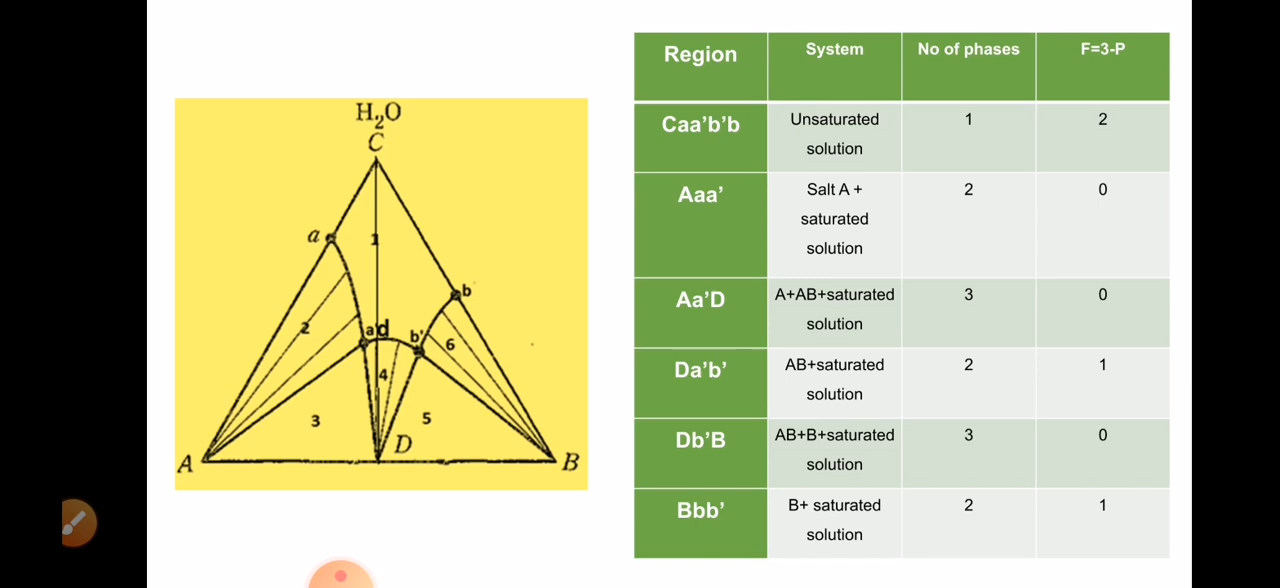 H₂O
C
a
1
b
2
a'd
b'
6
4
3
5
D
A
B
Region System No of phases F=3-P
Caa’b’b Unsaturated solution 1 2
Aaa’ Salt A + saturated solution 2 0
Aa’D A+AB+saturated solution 3 0
Da’b’ AB+saturated solution 2 1
Db’B AB+B+saturated solution 3 0
Bbb’ B+ saturated solution 2 1